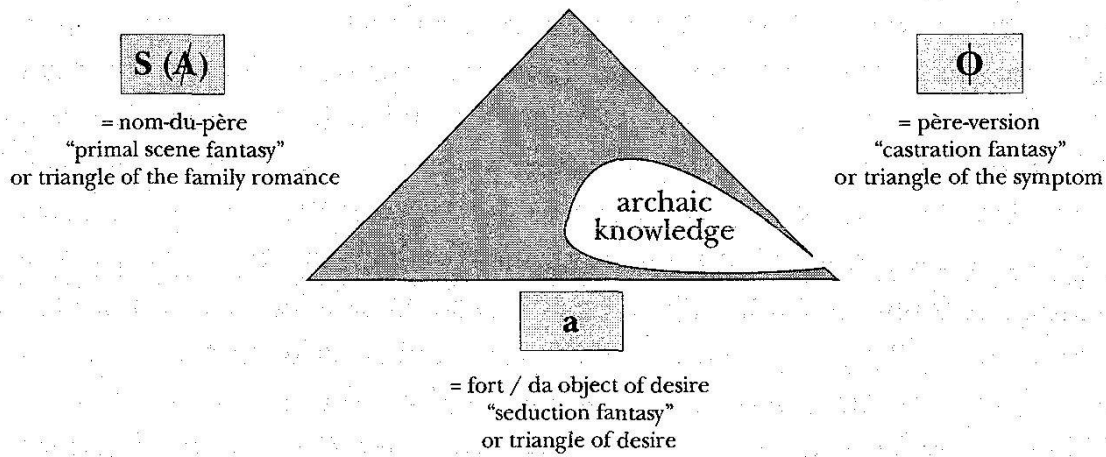 S (Ⱥ)
= nom-du-père
“primal scene fantasy”
or triangle of the family romance
ϕ
= père-version
“castration fantasy”
or triangle of the symptom
archaic
knowledge
a
= fort / da object of desire
“seduction fantasy”
or triangle of desire